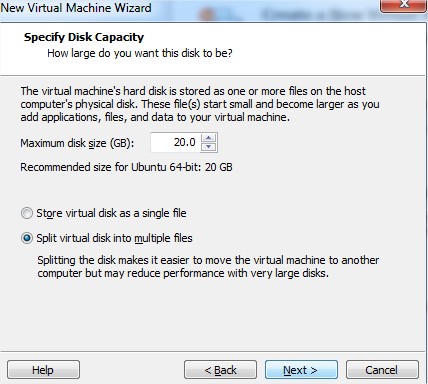 New Virtual Machine Wizard
Specify Disk Capacity
How large do you want this disk to be?
The virtual machine's hard disk is stored as one or more files on the host
computer's physical disk. These file(s) start small and become larger as you
add applications, files, and data to your virtual machine.
Maximum disk size (GB): 20.0
Recommended size for Ubuntu 64-bit: 20 GB
Store virtual disk as a single file
Split virtual disk into multiple files
Splitting the disk makes it easier to move the virtual machine to another
computer but may reduce performance with very large disks.
Help < Back Next > Cancel